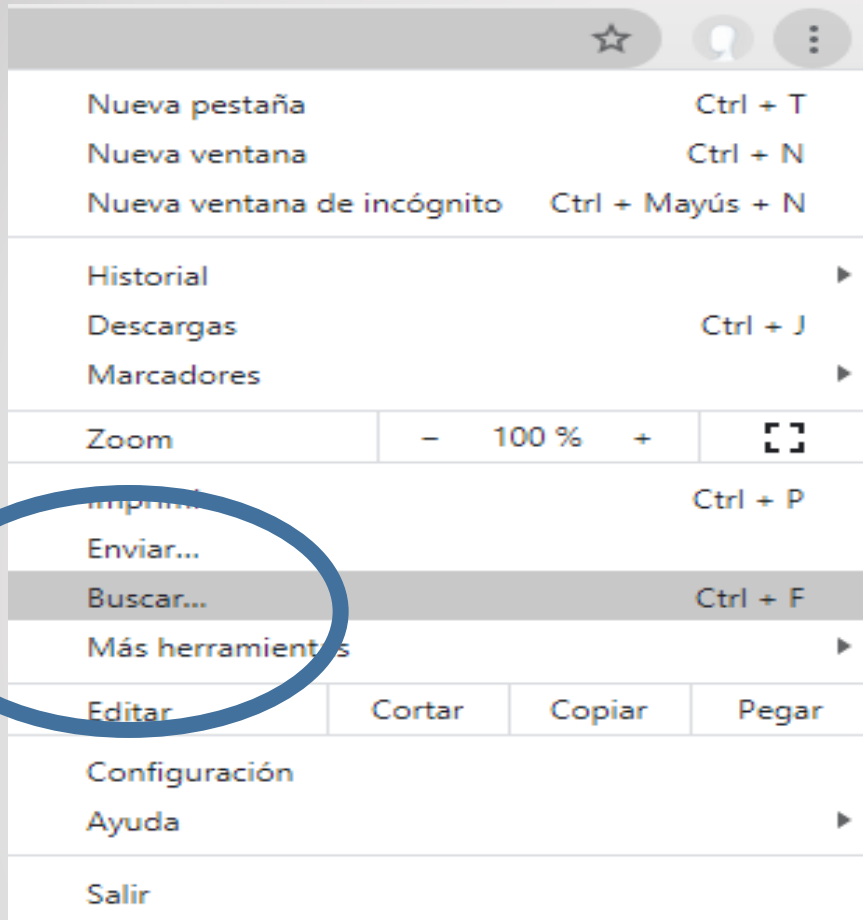 Nueva pestaña Ctrl + T
Nueva ventana Ctrl + N
Nueva ventana de incógnito Ctrl + Mayús + N
Historial
Descargas Ctrl + J
Marcadores
Zoom - 100 % +
Ctrl + P
Enviar...
Buscar... Ctrl + F
Más herramientas
Editar Cortar Copiar Pegar
Configuración
Ayuda
Salir